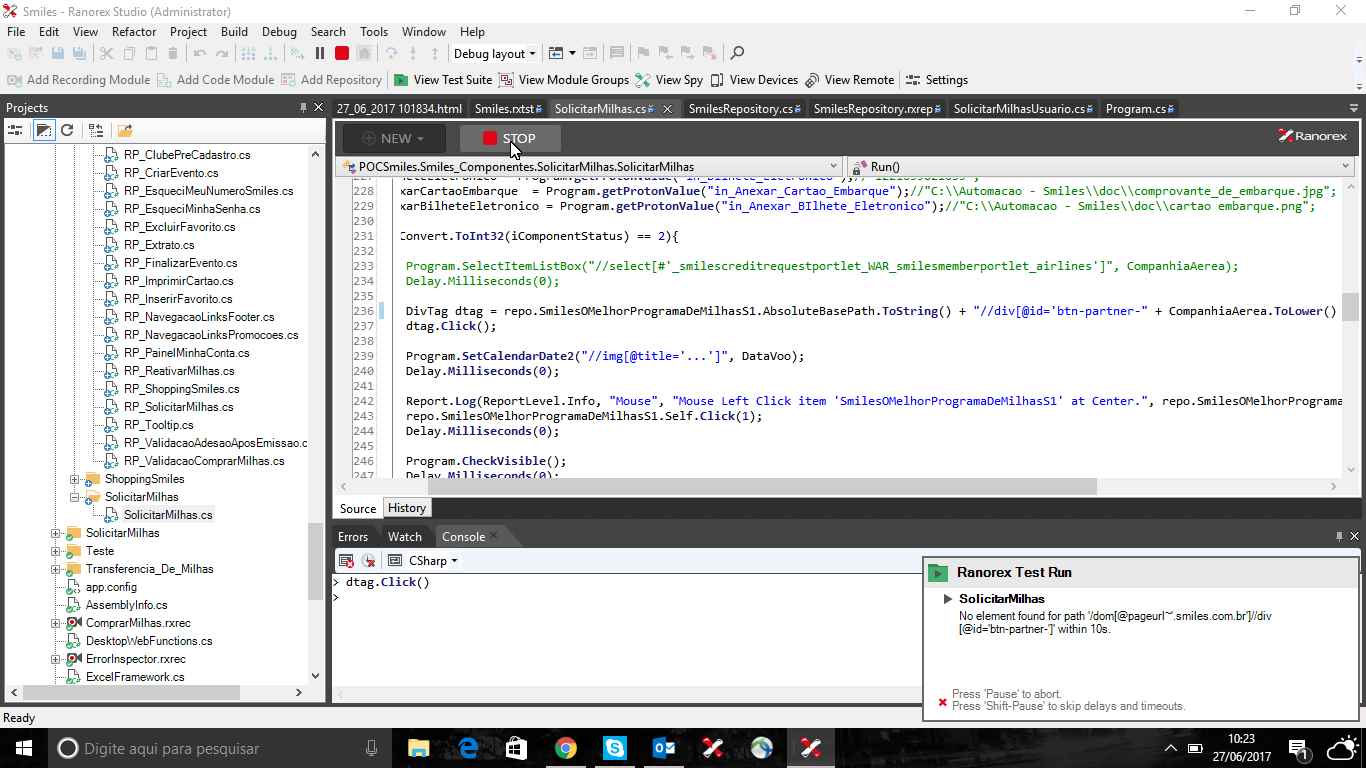 Smiles - Ranorex Studio (Administrator)
File Edit View Refactor Project Build Debug Search Tools Window Help
Debug layout
Add Recording Module Add Code Module Add Repository View Test Suite View Module Groups View Spy View Devices View Remote Settings
Projects
27_06_2017 101834.html Smiles.rxtst SolicitarMilhas.cs SmilesRepository.cs SmilesRepository.rxrep SolicitarMilhasUsuario.cs Program.cs
NEW STOP Ranorex
POCSmiles.Smiles_Componentes.SolicitarMilhas.SolicitarMilhas Run()
RP_ClubePreCadastro.cs
RP_CriarEvento.cs
RP_EsqueciMeuNumeroSmiles.cs
RP_EsqueciMinhaSenha.cs
RP_ExcluirFavorito.cs
RP_Extrato.cs
RP_FinalizarEvento.cs
RP_ImprimirCartao.cs
RP_InserirFavorito.cs
RP_NavegacaoLinksFooter.cs
RP_NavegacaoLinksPromocoes.cs
RP_PainelMinhaConta.cs
RP_ReativarMilhas.cs
RP_ShoppingSmiles.cs
RP_SolicitarMilhas.cs
RP_Tooltip.cs
RP_ValidacaoAdesaoAposEmissao.c
RP_ValidacaoComprarMilhas.cs
ShoppingSmiles
SolicitarMilhas
SolicitarMilhas.cs
SolicitarMilhas
Teste
Transferencia_De_Milhas
app.config
AssemblyInfo.cs
ComprarMilhas.rxrec
DesktopWebFunctions.cs
ErrorInspector.rxrec
ExcelFramework.cs
228 xarCartaoEmbarque = Program.getProtonValue("in_Anexar_Cartao_Embarque");//"C:\\Automacao - Smiles\\doc\\comprovante_de_embarque.jpg";
229 xarBilheteEletronico = Program.getProtonValue("in_Anexar_BIlhete_Eletronico");//"C:\\Automacao - Smiles\\doc\\cartao embarque.png";
230
231 Convert.ToInt32(iComponentStatus) == 2){
232
233 Program.SelectItemListBox("//select[#'_smilescreditrequestportlet_WAR_smilesmemberportlet_airlines']", CompanhiaAerea);
234 Delay.Milliseconds(0);
235
236 DivTag dtag = repo.SmilesOMelhorProgramaDeMilhasS1.AbsoluteBasePath.ToString() + "//div[@id='btn-partner-" + CompanhiaAerea.ToLower()
237 dtag.Click();
238
239 Program.SetCalendarDate2("//img[@title='...']", DataVoo);
240 Delay.Milliseconds(0);
241
242 Report.Log(ReportLevel.Info, "Mouse", "Mouse Left Click item 'SmilesOMelhorProgramaDeMilhasS1' at Center.", repo.SmilesOMelhorPrograma
243 repo.SmilesOMelhorProgramaDeMilhasS1.Self.Click(1);
244 Delay.Milliseconds(0);
245
246 Program.CheckVisible();
247 Delay.Milliseconds(0);
Source History
Errors Watch Console
CSharp
> dtag.Click()
>
Ranorex Test Run
SolicitarMilhas
No element found for path '/dom[@pageurl~'.smiles.com.br']//div
[@id='btn-partner-']' within 10s.
Press 'Pause' to abort.
Press 'Shift-Pause' to skip delays and timeouts.
Ready
Digite aqui para pesquisar
10:23
27/06/2017
1